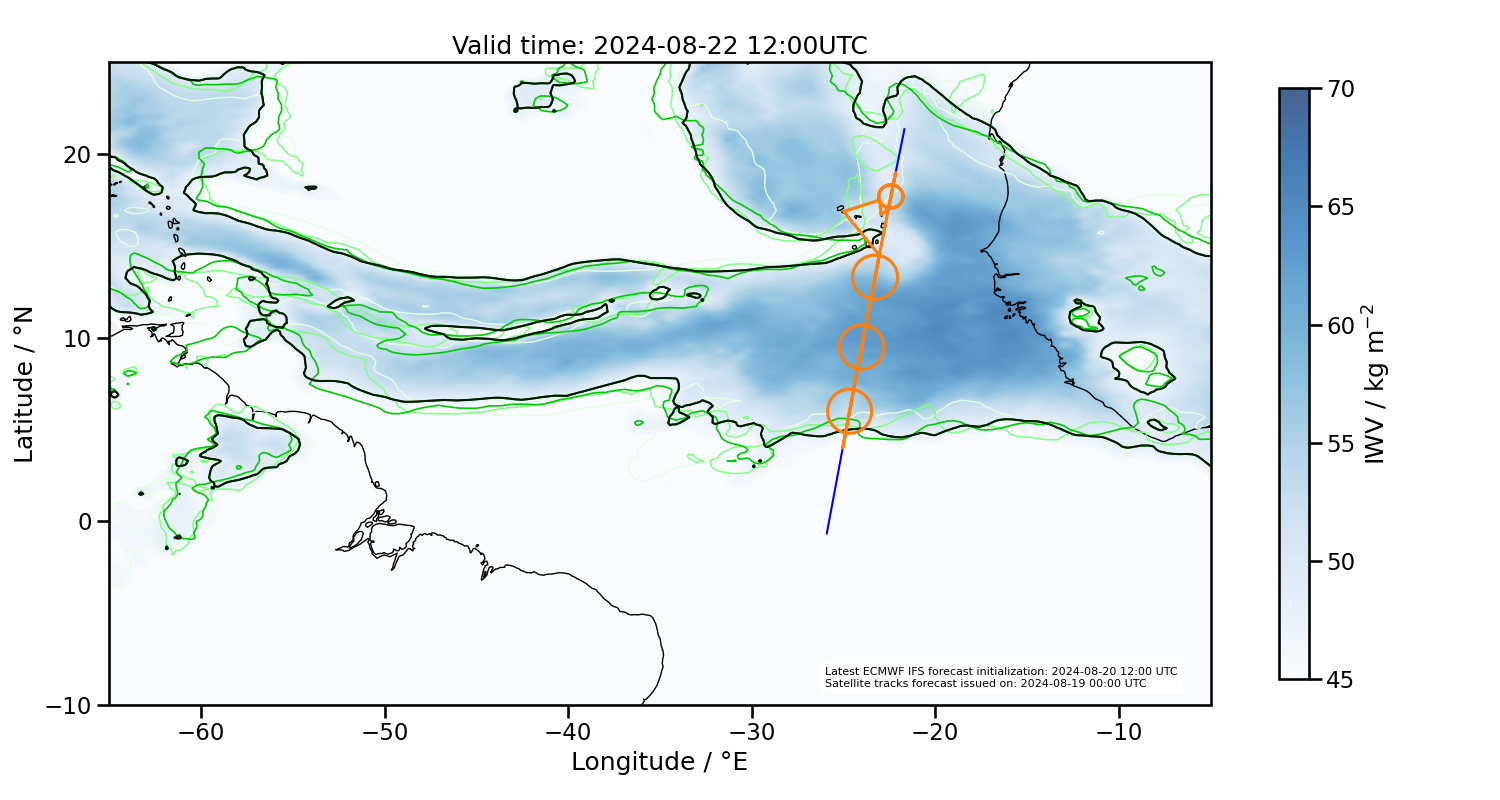 Valid time: 2024-08-22 12:00UTC
Latitude / °N
20
10
0
−10
−60
−50
−40
−30
−20
−10
Longitude / °E
Latest ECMWF IFS forecast initialization: 2024-08-20 12:00 UTC
Satellite tracks forecast issued on: 2024-08-19 00:00 UTC
70
65
60
55
50
45
IWV / kg m⁻²